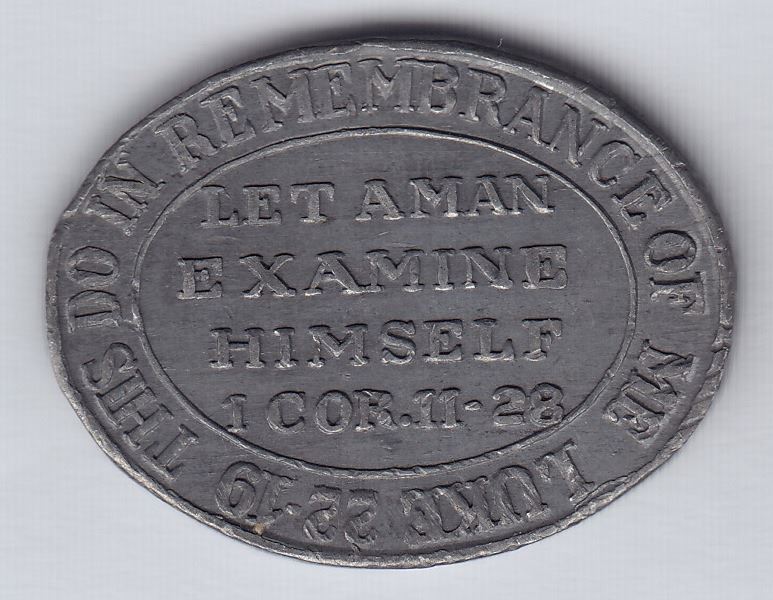 THIS DO IN REMEMBRANCE OF ME
LUKE 22-19
LET A MAN
EXAMINE
HIMSELF
1 COR. 11-28